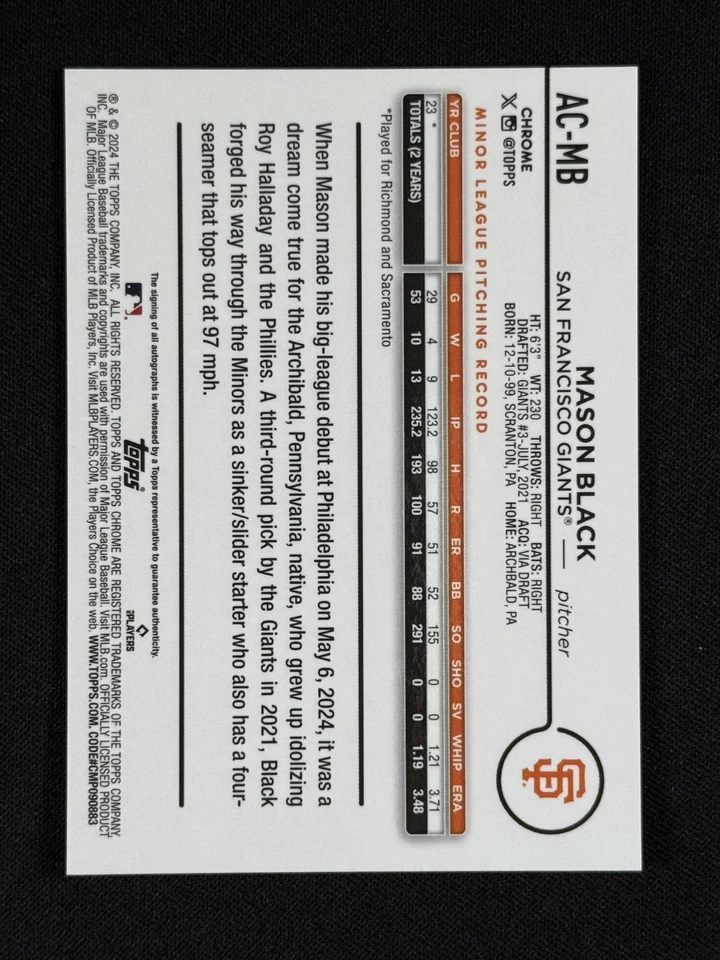 AC-MB
MASON BLACK
SAN FRANCISCO GIANTS® — pitcher
SF
CHROME
@TOPPS
HT: 6'3" WT: 230 THROWS: RIGHT BATS: RIGHT
DRAFTED: GIANTS #3-JULY, 2021 ACQ: VIA DRAFT
BORN: 12-10-99, SCRANTON, PA HOME: ARCHBALD, PA
MINOR LEAGUE PITCHING RECORD
YR CLUB G W L IP H R ER BB SO SHO SV WHIP ERA
23 * 29 4 9 123.2 98 57 51 52 155 0 0 1.21 3.71
TOTALS (2 YEARS) 53 10 13 235.2 193 100 91 88 291 0 0 1.19 3.48
*Played for Richmond and Sacramento
When Mason made his big-league debut at Philadelphia on May 6, 2024, it was a
dream come true for the Archibald, Pennsylvania, native, who grew up idolizing
Roy Halladay and the Phillies. A third-round pick by the Giants in 2021, Black
forged his way through the Minors as a sinker/slider starter who also has a four-
seamer that tops out at 97 mph.
The signing of all autographs is witnessed by a Topps representative to guarantee authenticity.
topps®
PLAYERS
® & © 2024 THE TOPPS COMPANY, INC. ALL RIGHTS RESERVED. TOPPS AND TOPPS CHROME ARE REGISTERED TRADEMARKS OF THE TOPPS COMPANY,
INC. Major League Baseball trademarks and copyrights are used with permission of Major League Baseball. Visit MLB.com. OFFICIALLY LICENSED PRODUCT
OF MLB. Officially Licensed Product of MLB Players, Inc. Visit MLBPLAYERS.COM, the Players Choice on the web. WWW.TOPPS.COM. CODE#CMP090983